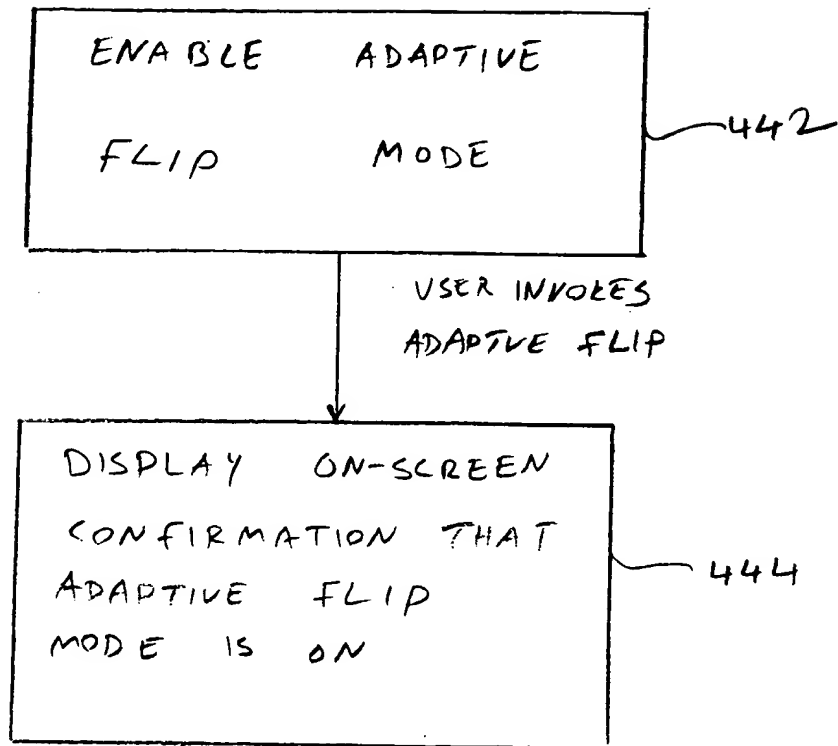 ENABLE ADAPTIVE
FLIP MODE
442
USER INVOKES
ADAPTVE FLIP
DISPLAY ON-SCREEN
CONFIRMATION THAT
ADAPTIVE FLIP
MODE IS ON
444